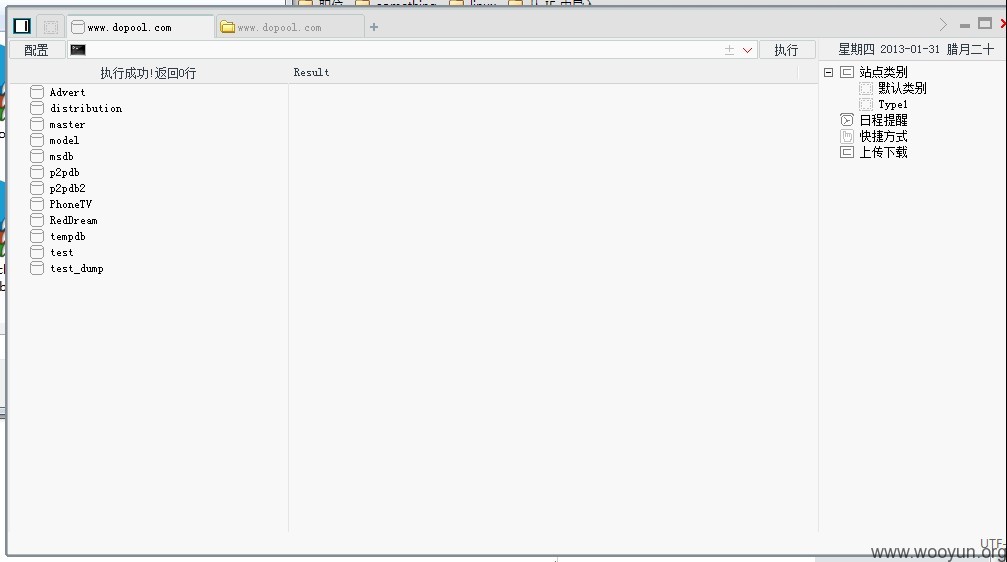 www.dopool.com
www.dopool.com
+
配置
执行
星期四 2013-01-31 腊月二十
执行成功!返回0行
Result
Advert
distribution
master
model
msdb
p2pdb
p2pdb2
PhoneTV
RedDream
tempdb
test
test_dump
站点类别
默认类别
Type1
日程提醒
快捷方式
上传下载
UTF-
www.wooyun.org